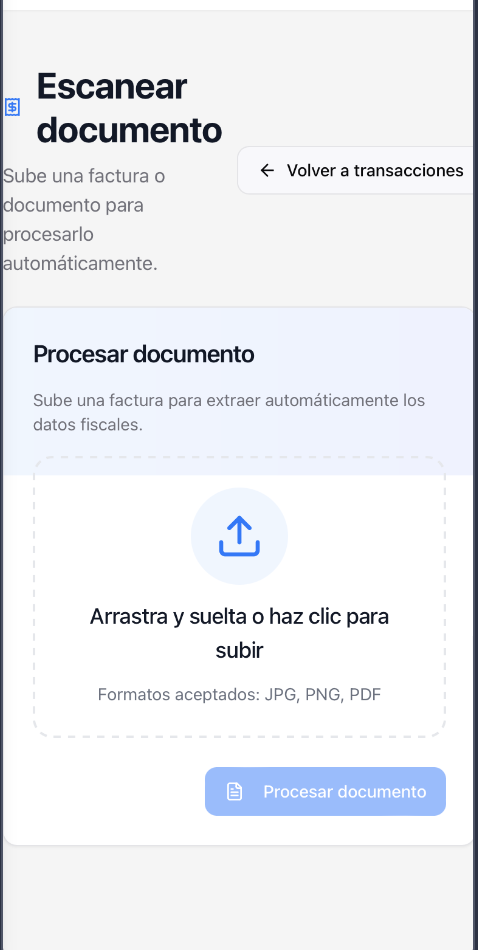 Escanear
documento
Sube una factura o
documento para
procesarlo
automáticamente.
Volver a transacciones
Procesar documento
Sube una factura para extraer automáticamente los
datos fiscales.
Arrastra y suelta o haz clic para
subir
Formatos aceptados: JPG, PNG, PDF
Procesar documento